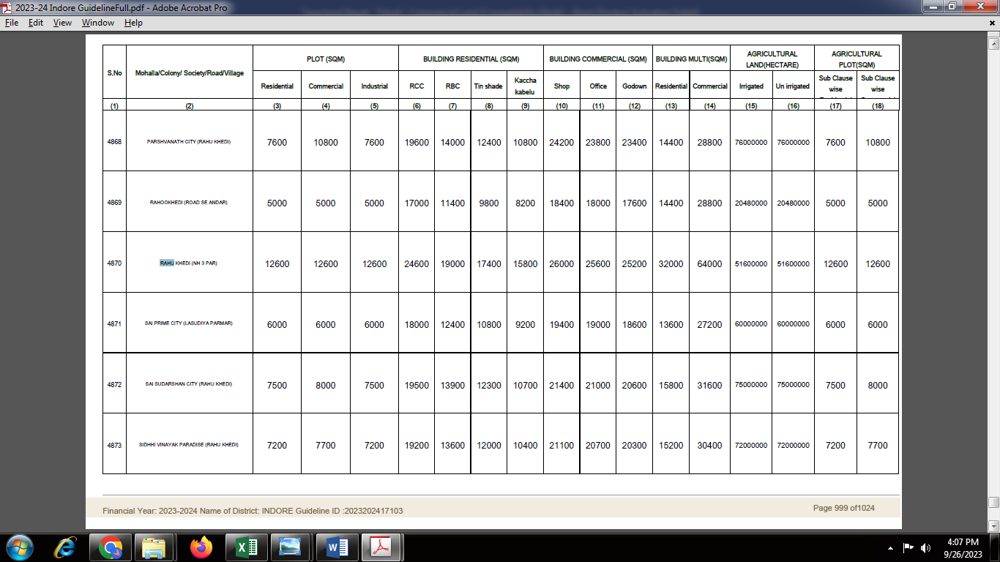 2023-24 Indore GuidelineFull.pdf - Adobe Acrobat Pro
File Edit View Window Help
S.No Mohalla/Colony/ Society/Road/Village PLOT (SQM) BUILDING RESIDENTIAL (SQM) BUILDING COMMERCIAL (SQM) BUILDING MULTI(SQM) AGRICULTURAL LAND(HECTARE) AGRICULTURAL PLOT(SQM)
Residential Commercial Industrial RCC RBC Tin shade Kaccha kabelu Shop Office Godown Residential Commercial Irrigated Un irrigated Sub Clause wise Sub Clause wise
(1) (2) (3) (4) (5) (6) (7) (8) (9) (10) (11) (12) (13) (14) (15) (16) (17) (18)
4868 PARSHVANATH CITY (RAHU KHEDI) 7600 10800 7600 19600 14000 12400 10800 24200 23800 23400 14400 28800 76000000 76000000 7600 10800
4869 RAHOOKHEDI (ROAD SE ANDAR) 5000 5000 5000 17000 11400 9800 8200 18400 18000 17600 14400 28800 20480000 20480000 5000 5000
4870 RAHU KHEDI (NH 3 PAR) 12600 12600 12600 24600 19000 17400 15800 26000 25600 25200 32000 64000 51600000 51600000 12600 12600
4871 SAI PRIME CITY (LASUDIYA PARMAR) 6000 6000 6000 18000 12400 10800 9200 19400 19000 18600 13600 27200 60000000 60000000 6000 6000
4872 SAI SUDARSHAN CITY (RAHU KHEDI) 7500 8000 7500 19500 13900 12300 10700 21400 21000 20600 15800 31600 75000000 75000000 7500 8000
4873 SIDHHI VINAYAK PARADISE (RAHU KHEDI) 7200 7700 7200 19200 13600 12000 10400 21100 20700 20300 15200 30400 72000000 72000000 7200 7700
Financial Year: 2023-2024 Name of District: INDORE Guideline ID :2023202417103 Page 999 of1024
4:07 PM
9/26/2023